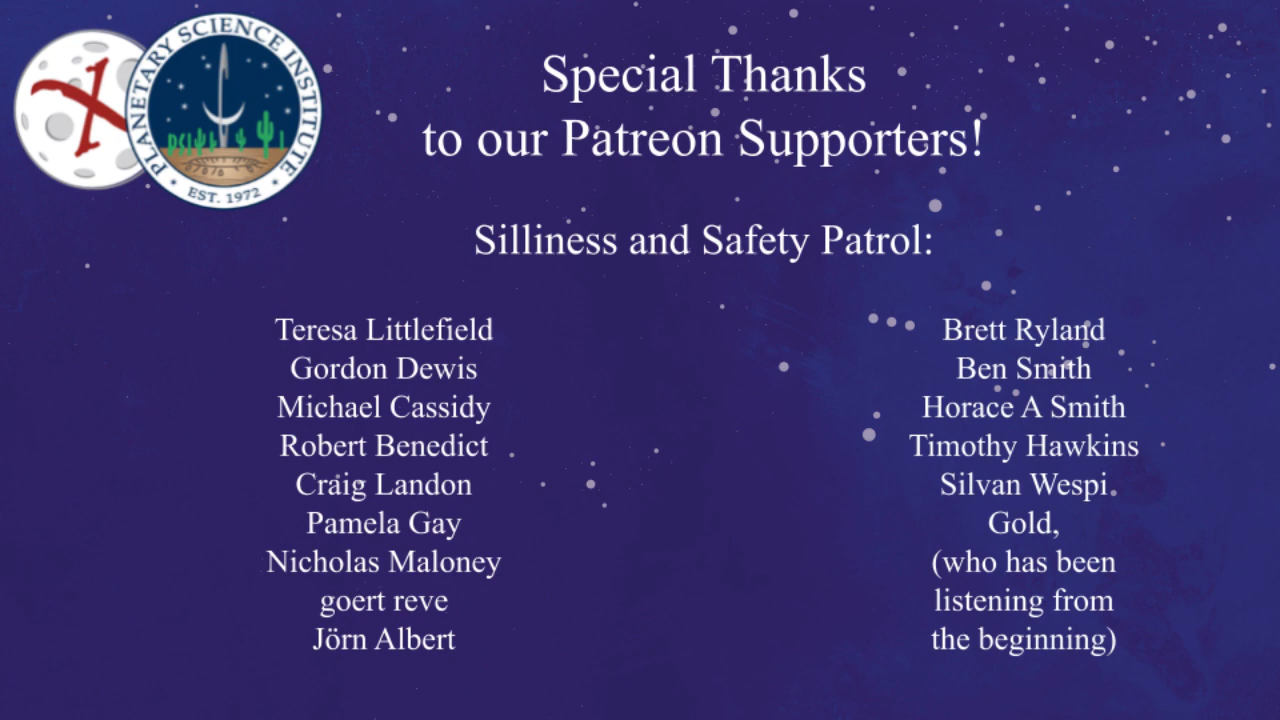 PLANETARY SCIENCE INSTITUTE
PSI
EST. 1972
Special Thanks
to our Patreon Supporters!
Silliness and Safety Patrol:
Teresa Littlefield
Gordon Dewis
Michael Cassidy
Robert Benedict
Craig Landon
Pamela Gay
Nicholas Maloney
goert reve
Jörn Albert
Brett Ryland
Ben Smith
Horace A Smith
Timothy Hawkins
Silvan Wespi
Gold,
(who has been
listening from
the beginning)